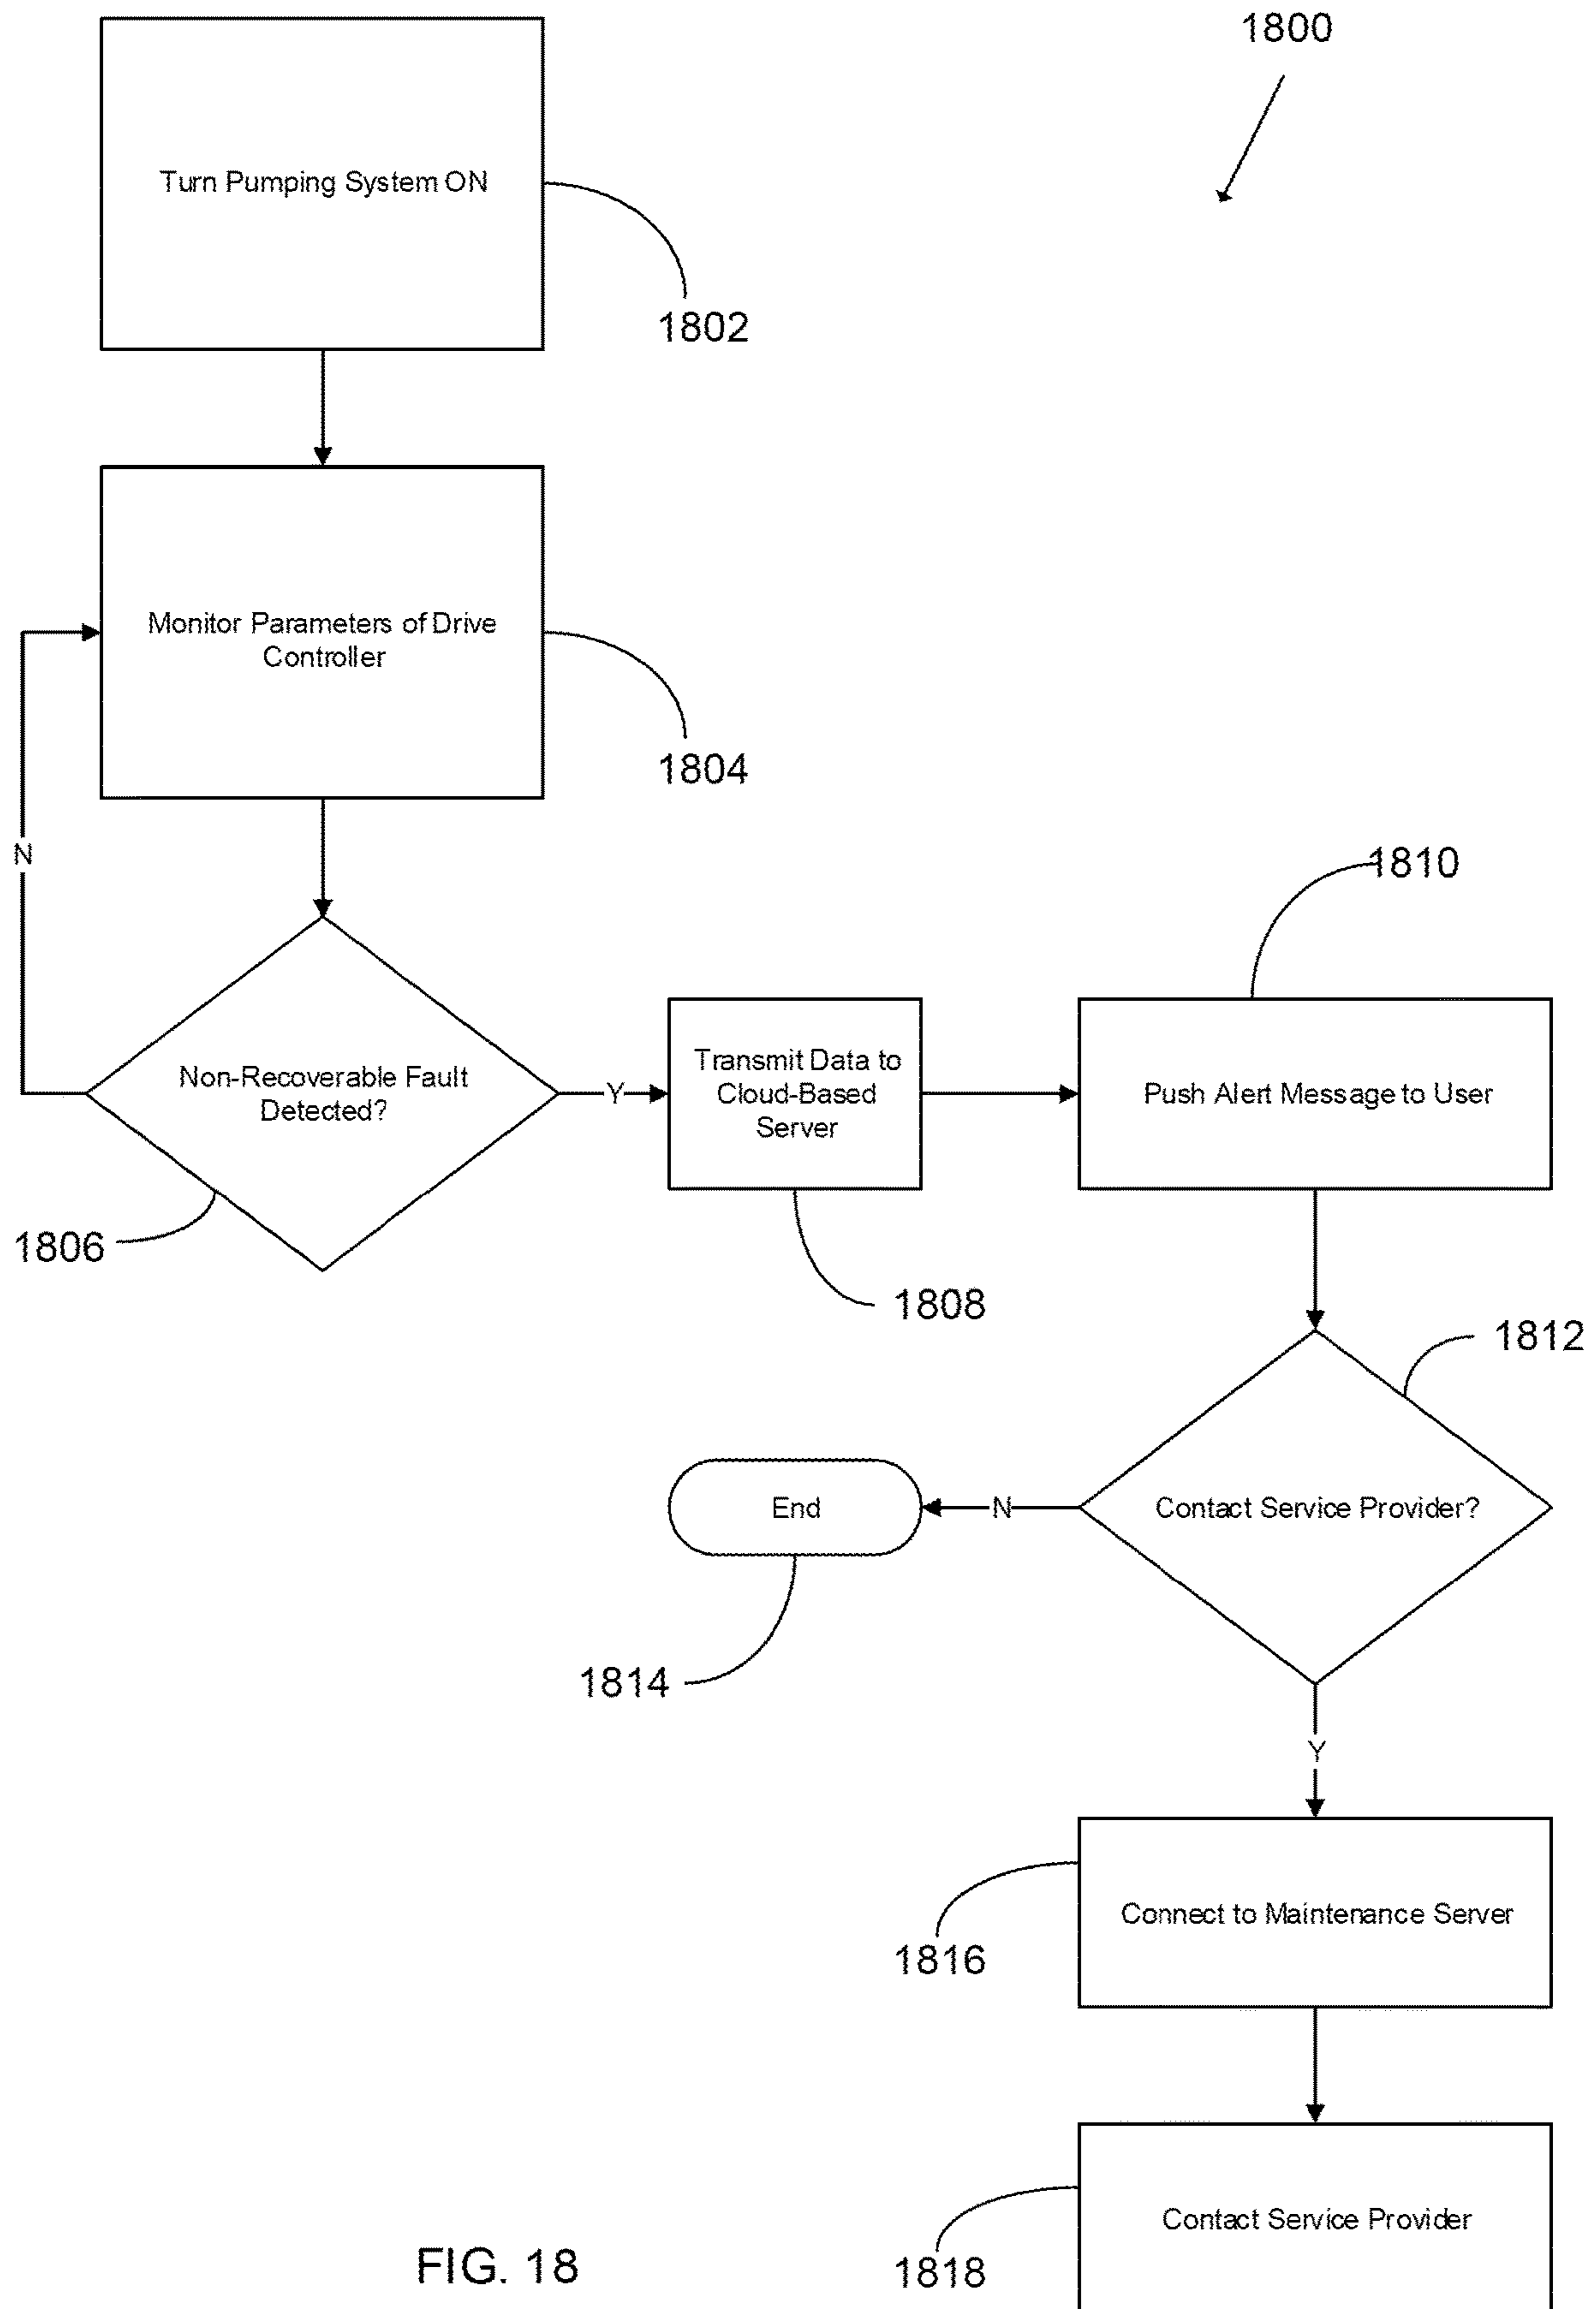 1800
Turn Pumping System ON
1802
Monitor Parameters of Drive
Controller
1804
N
1810
Non-Recoverable Fault
Detected?
Y
Transmit Data to
Cloud-Based
Server
Push Alert Message to User
1806
1808
1812
End
N
Contact Service Provider?
1814
Y
Connect to Maintenance Server
1816
Contact Service Provider
1818
FIG. 18